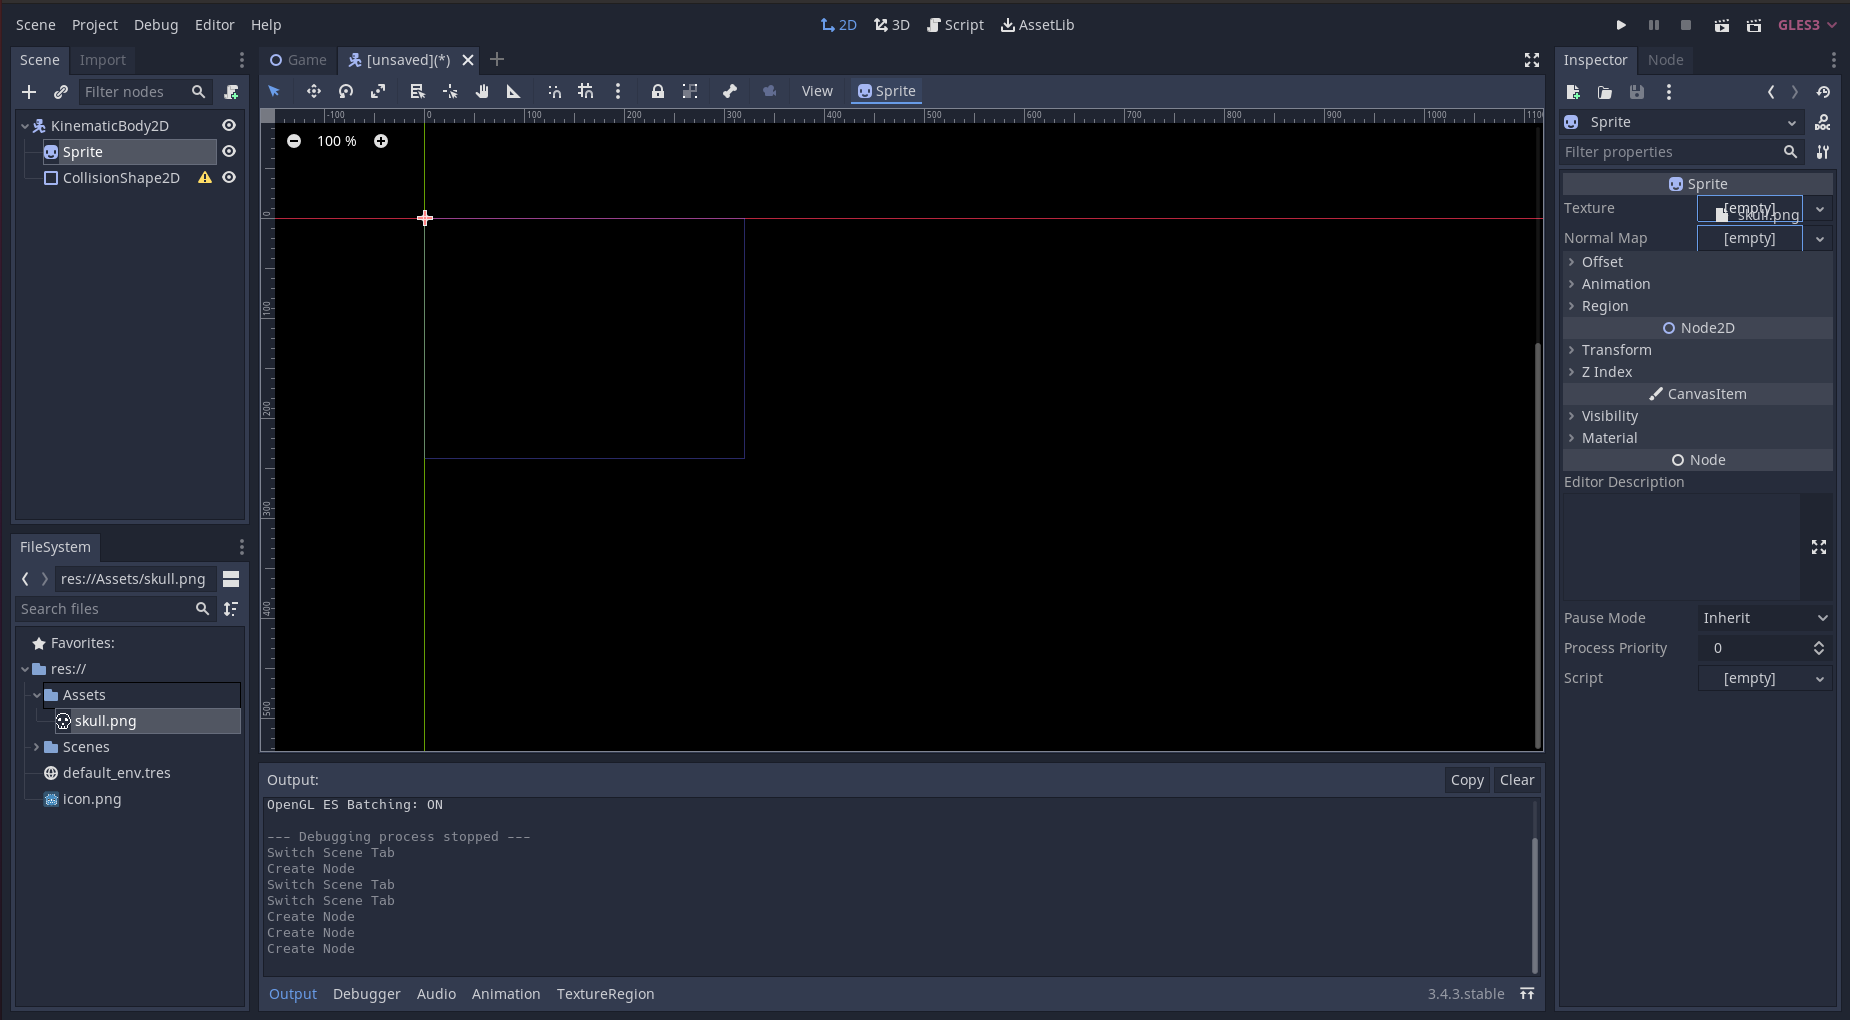 Scene Project Debug Editor Help 2D 3D Script AssetLib GLES3
Scene Import
Filter nodes
KinematicBody2D
Sprite
CollisionShape2D
FileSystem
res://Assets/skull.png
Search files
Favorites:
res://
Assets
skull.png
Scenes
default_env.tres
icon.png
Game [unsaved](*)
View Sprite
-100 0 100 200 300 400 500 600 700 800 900 1000 1100
100 %
0
100
200
300
400
500
Output: Copy Clear
OpenGL ES Batching: ON
--- Debugging process stopped ---
Switch Scene Tab
Create Node
Switch Scene Tab
Switch Scene Tab
Create Node
Create Node
Create Node
Output Debugger Audio Animation TextureRegion 3.4.3.stable
Inspector Node
Sprite
Filter properties
Sprite
Texture [empty]
skull.png
Normal Map [empty]
Offset
Animation
Region
Node2D
Transform
Z Index
CanvasItem
Visibility
Material
Node
Editor Description
Pause Mode Inherit
Process Priority 0
Script [empty]